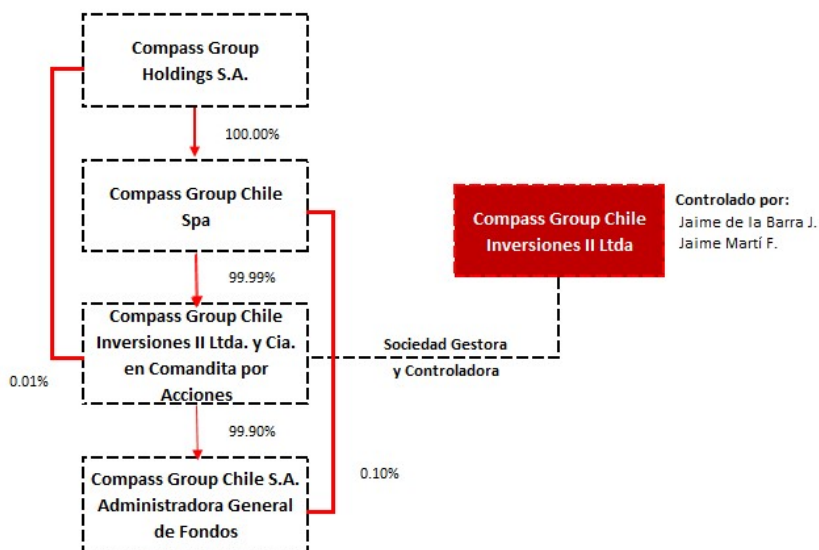 Compass Group
Holdings S.A.
100.00%
Compass Group Chile
Spa
Compass Group Chile
Inversiones II Ltda
Controlado por:
Jaime de la Barra J.
Jaime Martí F.
99.99%
Compass Group Chile
Inversiones II Ltda. y Cia.
en Comandita por
Acciones
Sociedad Gestora
y Controladora
0.01%
99.90%
Compass Group Chile S.A.
Administradora General
de Fondos
0.10%